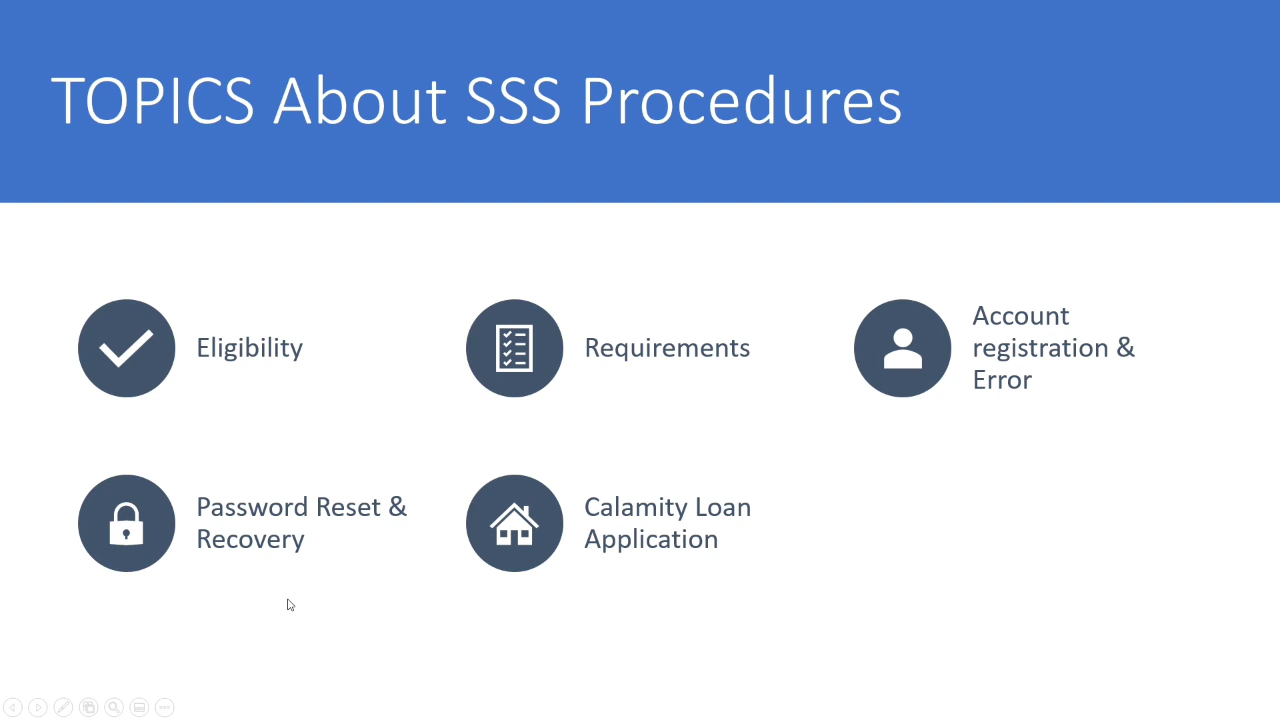 TOPICS About SSS Procedures
Eligibility
Requirements
Account
registration &
Error
Password Reset &
Recovery
Calamity Loan
Application